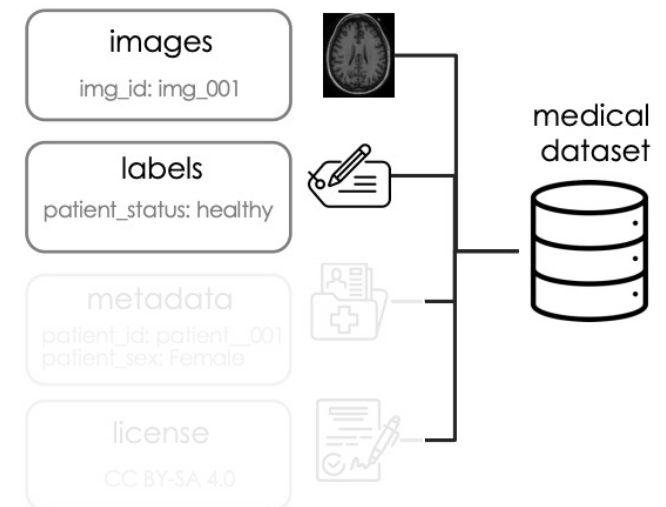 images
img_id: img_001
medical
dataset
labels
patient_status: healthy
metadata
patient_id: patient__001
patient_sex: Female
license
CC BY-SA 4.0